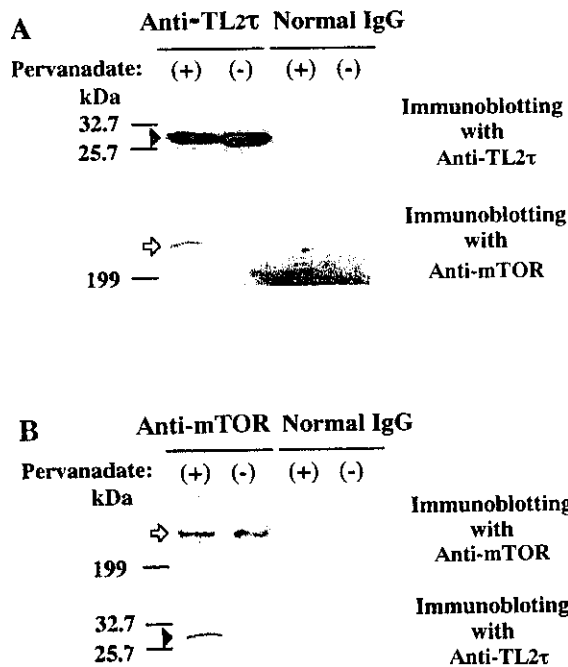 A
Anti-TL2τ Normal IgG
Pervanadate: (+) (-) (+) (-)
kDa
32.7
25.7
Immunoblotting
with
Anti-TL2τ
199
Immunoblotting
with
Anti-mTOR
B
Anti-mTOR Normal IgG
Pervanadate: (+) (-) (+) (-)
kDa
199
Immunoblotting
with
Anti-mTOR
32.7
25.7
Immunobloting
with
Anti-TL2τ